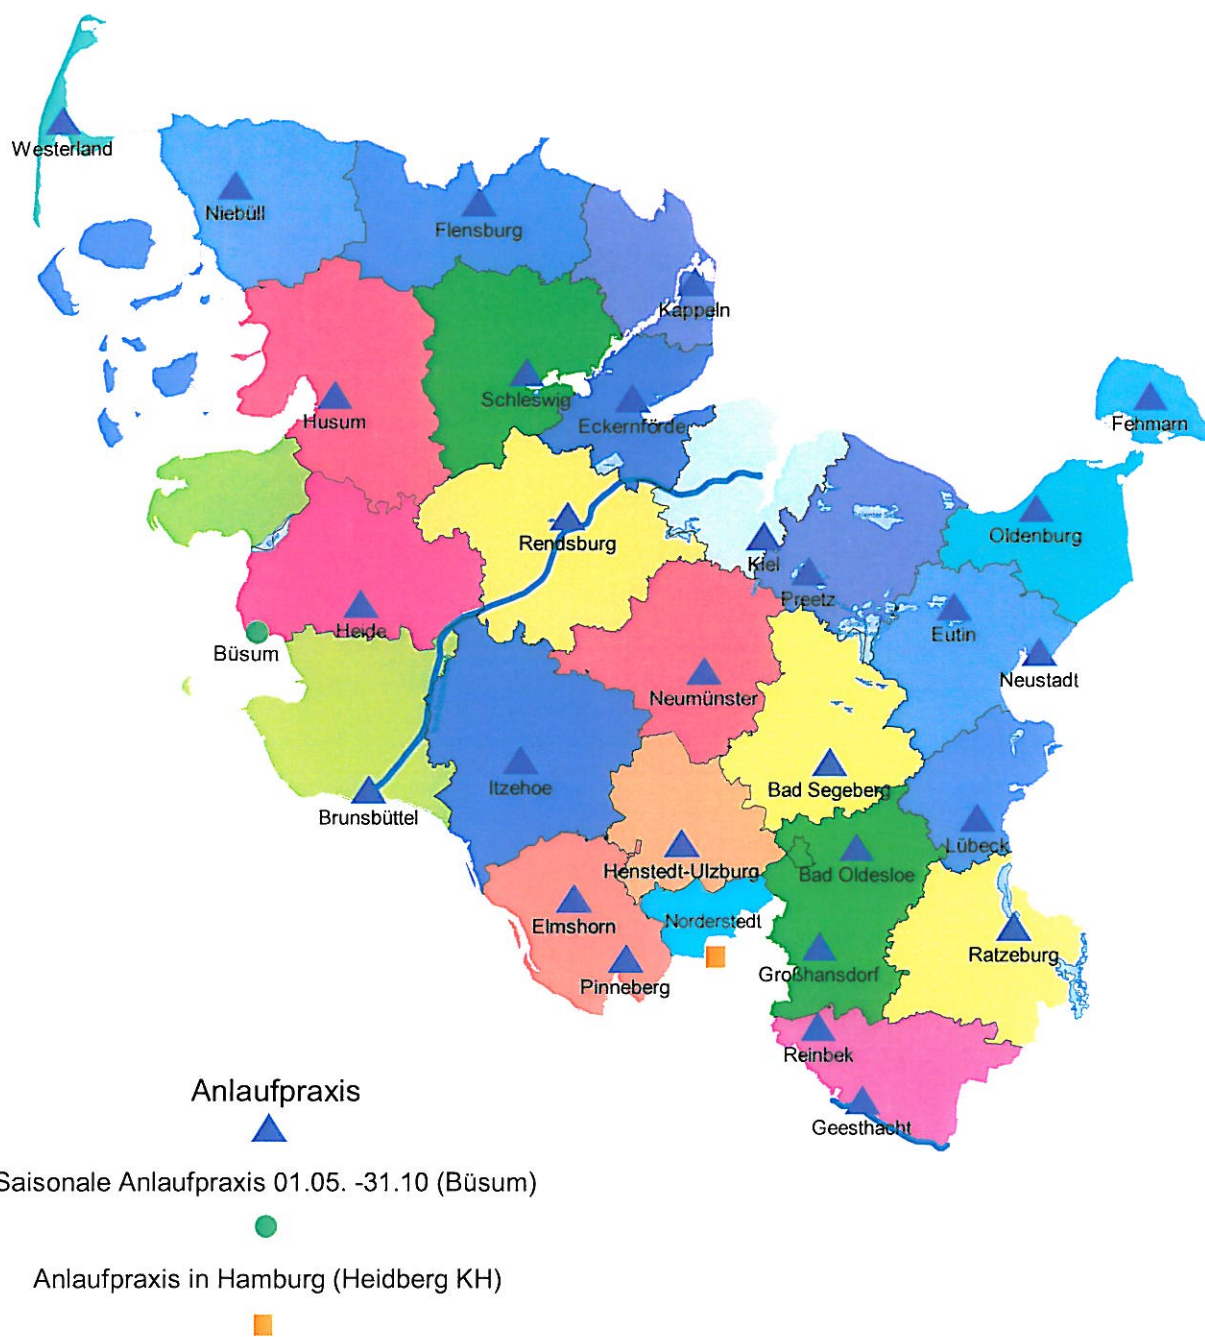 Westerland
Niebüll
Flensburg
Kappeln
Schleswig
Husum
Eckernförde
Fehmarn
Rendsburg
Oldenburg
Kiel
Preetz
Heide
Eutin
Büsum
Neustadt
Neumünster
Itzehoe
Bad Segeberg
Brunsbüttel
Lübeck
Henstedt-Ulzburg
Bad Oldesloe
Elmshorn
Norderstedt
Ratzeburg
Großhansdorf
Pinneberg
Reinbek
Geesthacht
Anlaufpraxis
Saisonale Anlaufpraxis 01.05. -31.10 (Büsum)
Anlaufpraxis in Hamburg (Heidberg KH)